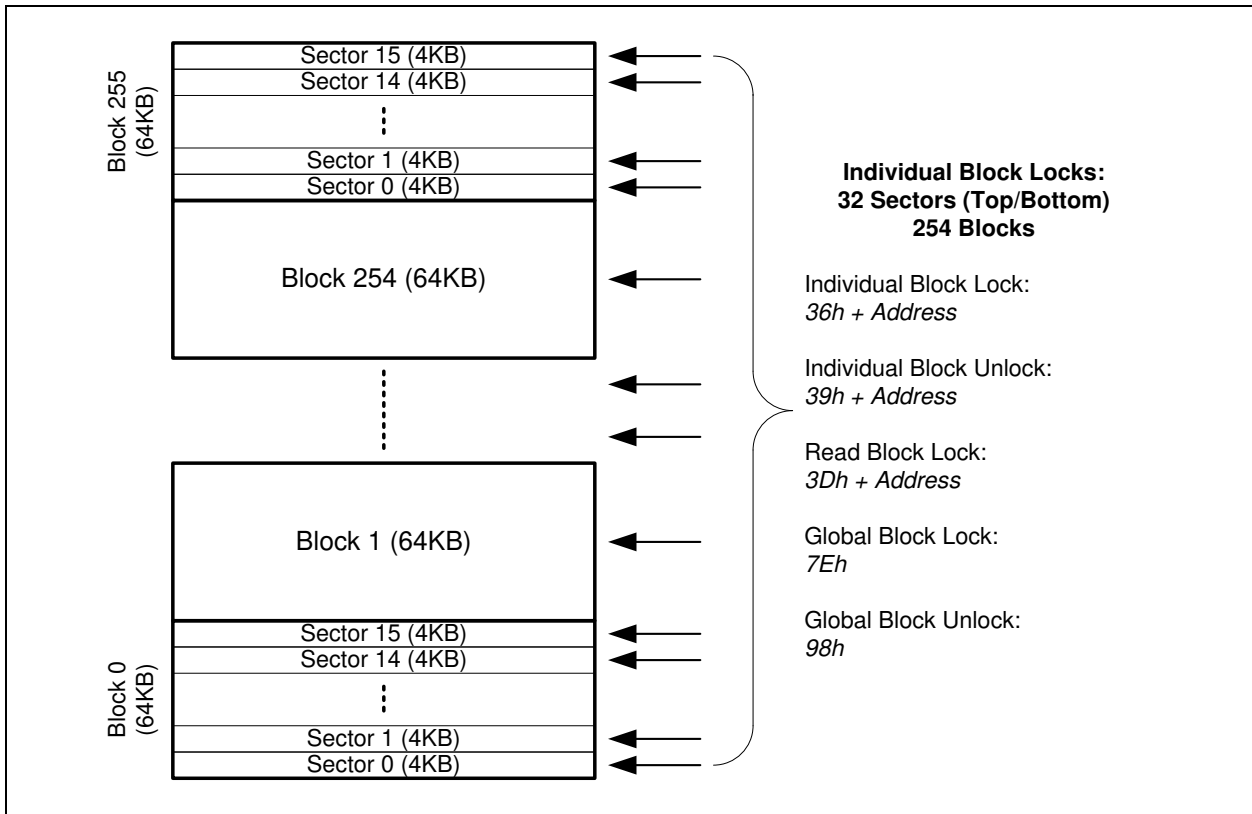 Block 255
(64KB)
Sector 15 (4KB)
Sector 14 (4KB)
Sector 1 (4KB)
Sector 0 (4KB)
Block 254 (64KB)
Block 1 (64KB)
Block 0
(64KB)
Sector 15 (4KB)
Sector 14 (4KB)
Sector 1 (4KB)
Sector 0 (4KB)
Individual Block Locks:
32 Sectors (Top/Bottom)
254 Blocks
Individual Block Lock:
36h + Address
Individual Block Unlock:
39h + Address
Read Block Lock:
3Dh + Address
Global Block Lock:
7Eh
Global Block Unlock:
98h